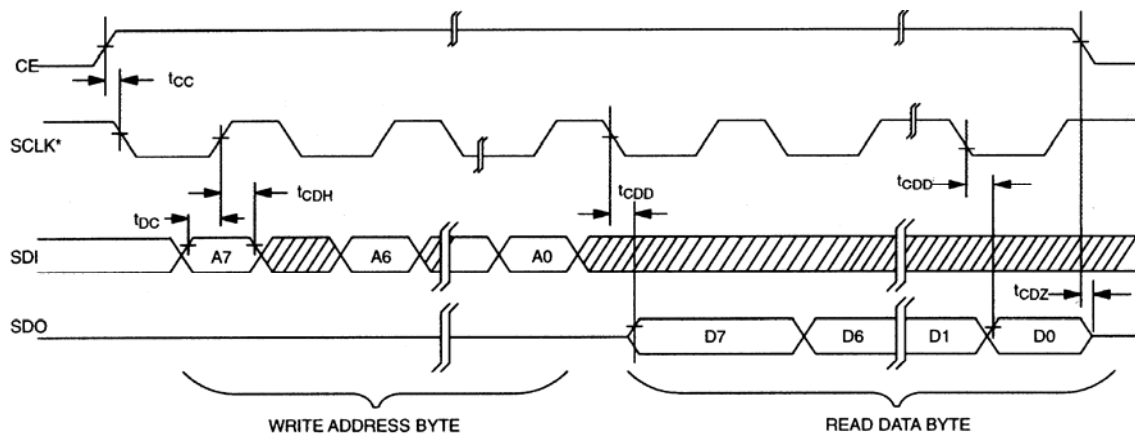 CE
tCC
SCLK*
tCDH
tCDD
tCDD
tDC
SDI
A7
A6
A0
tCDZ
SDO
D7
D6
D1
D0
WRITE ADDRESS BYTE
READ DATA BYTE